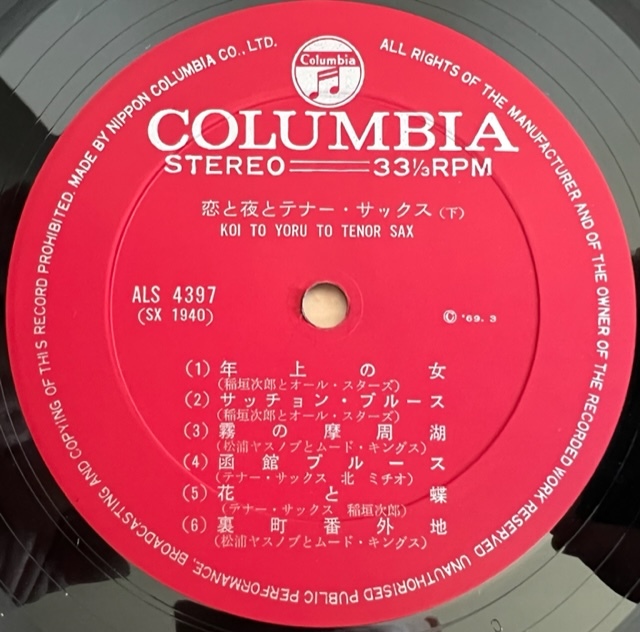 MADE BY NIPPON COLUMBIA CO., LTD.
ALL RIGHTS OF THE MANUFACTURER AND OF THE OWNER OF THE RECORDED WORK RESERVED. UNAUTHORISED PUBLIC PERFORMANCE, BROADCASTING AND COPYING OF THIS RECORD PROHIBITED.
Columbia
COLUMBIA
STEREO 33⅓RPM
恋と夜とテナー・サックス(下)
KOI TO YORU TO TENOR SAX
ALS 4397
(SX 1940)
Ⓒ '69. 3
(1) 年上の女
(稲垣次郎とオール・スターズ)
(2) サッチョン・ブルース
(稲垣次郎とオール・スターズ)
(3) 霧の摩周湖
(松浦ヤスノブとムード・キングス)
(4) 函館ブルース
(テナー・サックス 北 ミチオ)
(5) 花と蝶
(テナー・サックス 稲垣次郎)
(6) 裏町番外地
(松浦ヤスノブとムード・キングス)